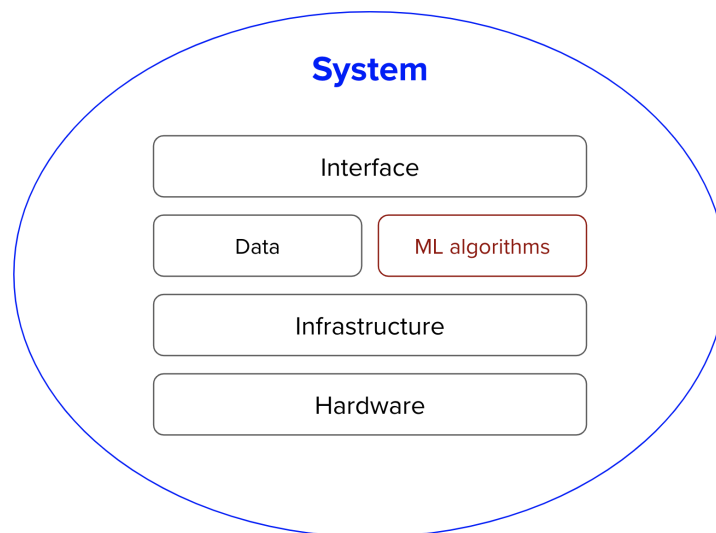 System
Interface
Data
ML algorithms
Infrastructure
Hardware